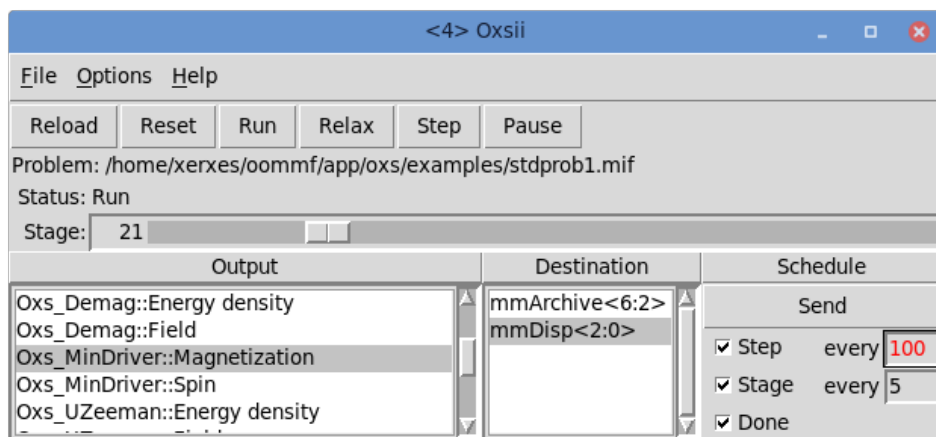 <4> Oxsii
File Options Help
Reload Reset Run Relax Step Pause
Problem: /home/xerxes/oommf/app/oxs/examples/stdprob1.mif
Status: Run
Stage: 21
Output Destination Schedule
Oxs_Demag::Energy density mmArchive<6:2> Send
Oxs_Demag::Field mmDisp<2:0>
Oxs_MinDriver::Magnetization Step every 100
Oxs_MinDriver::Spin Stage every 5
Oxs_UZeeman::Energy density Done